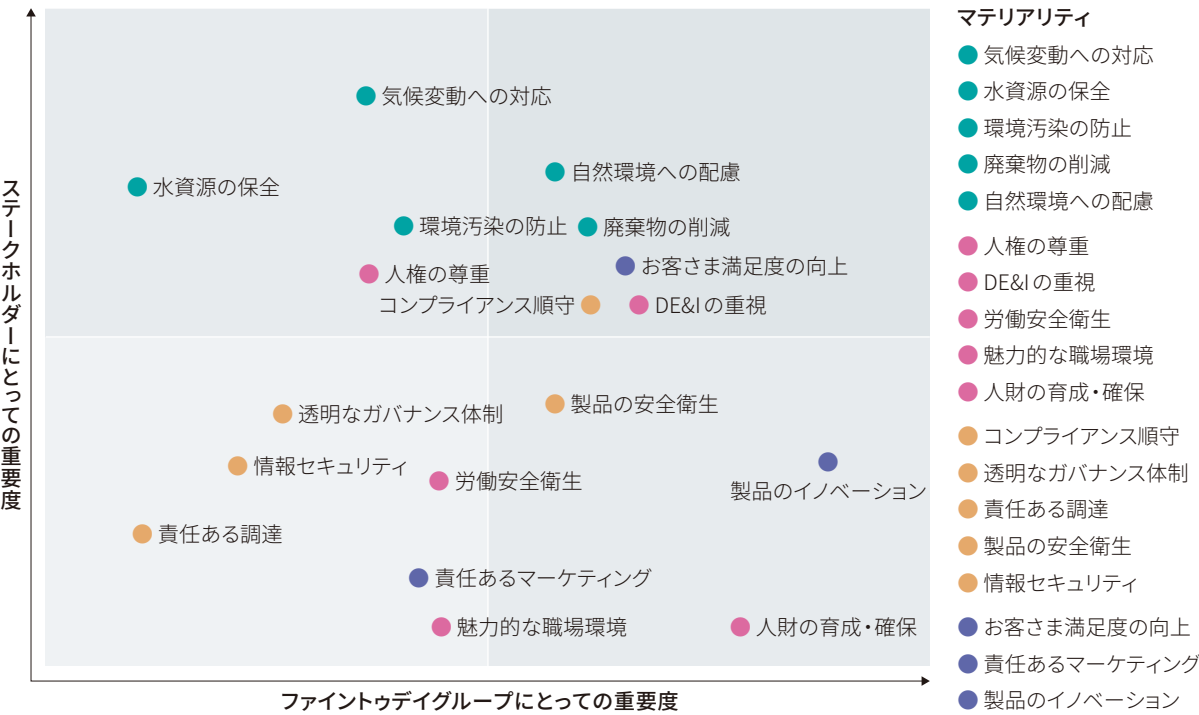 ステークホルダーにとっての重要度
気候変動への対応
自然環境への配慮
水資源の保全
環境汚染の防止
廃棄物の削減
お客さま満足度の向上
人権の尊重
コンプライアンス順守
DE&Iの重視
製品の安全衛生
透明なガバナンス体制
情報セキュリティ
労働安全衛生
製品のイノベーション
責任ある調達
責任あるマーケティング
魅力的な職場環境
人財の育成・確保
ファイントゥデイグループにとっての重要度
マテリアリティ
気候変動への対応
水資源の保全
環境汚染の防止
廃棄物の削減
自然環境への配慮
人権の尊重
DE&Iの重視
労働安全衛生
魅力的な職場環境
人財の育成・確保
コンプライアンス順守
透明なガバナンス体制
責任ある調達
製品の安全衛生
情報セキュリティ
お客さま満足度の向上
責任あるマーケティング
製品のイノベーション